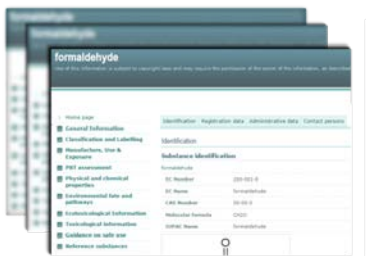 formaldehyde
formaldehyde
formaldehyde
Use of this information is subject to copyright laws and may require the permission of the owner of the information, as described
Home page
General Information
Classification and Labelling
Manufacture, Use &
Exposure
PBT assessment
Physical and chemical
properties
Environmental fate and
pathways
Ecotoxicological Information
Toxicological information
Guidance on safe use
Reference substances
Identification Registration data Administrative data Contact persons
Identification
Substance identification
EC Number 200-001-8
EC Name formaldehyde
CAS Number 50-00-0
Molecular formula CH2O
IUPAC Name formaldehyde
O